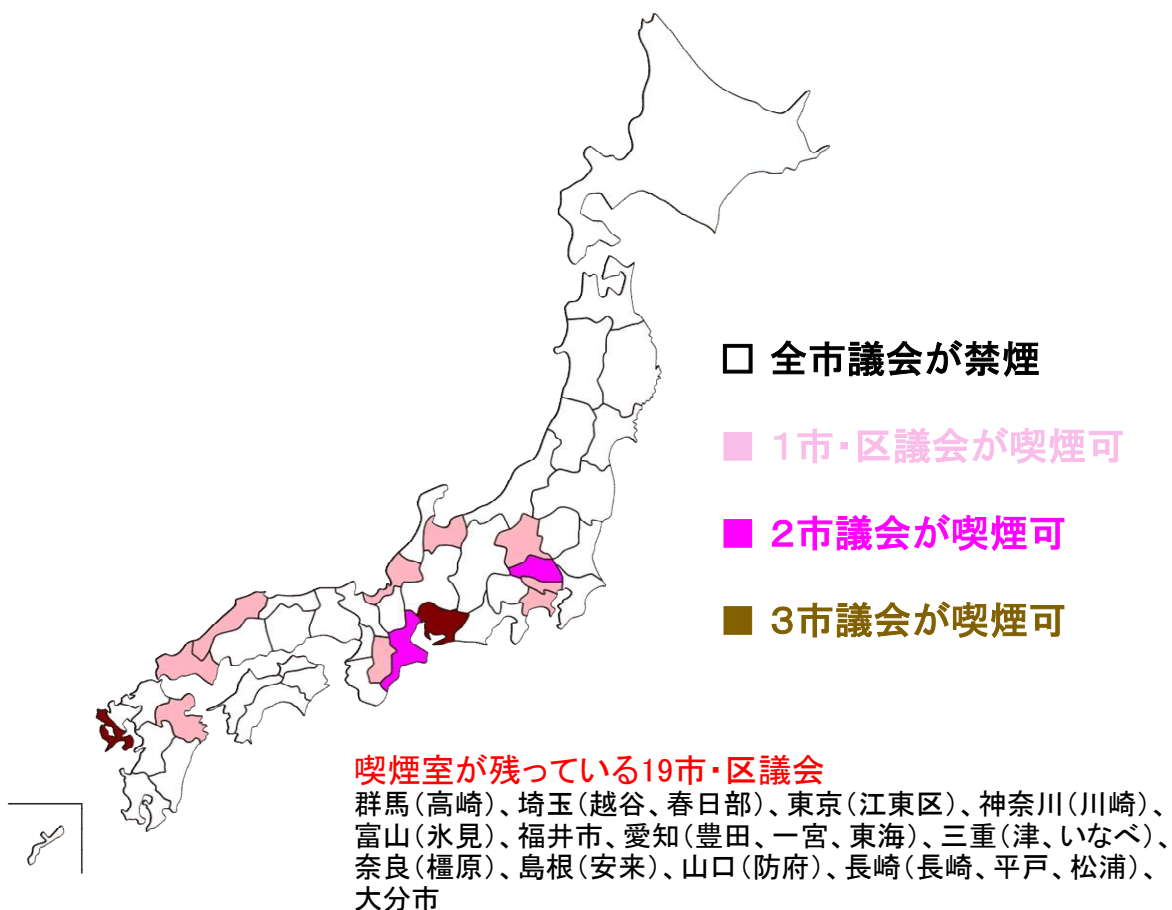 □ 全市議会が禁煙
■ 1市・区議会が喫煙可
■ 2市議会が喫煙可
■ 3市議会が喫煙可
喫煙室が残っている19市・区議会
群馬(高崎)、埼玉(越谷、春日部)、東京(江東区)、神奈川(川崎)、
富山(氷見)、福井市、愛知(豊田、一宮、東海)、三重(津、いなべ)、
奈良(橿原)、島根(安来)、山口(防府)、長崎(長崎、平戸、松浦)、
大分市